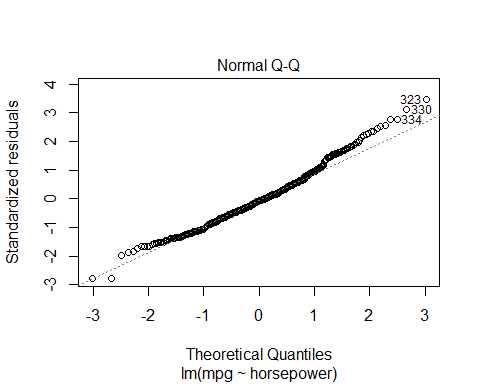 Normal Q-Q
Standardized residuals
4
3
2
1
0
-1
-2
-3
323
330
334
-3 -2 -1 0 1 2 3
Theoretical Quantiles
lm(mpg ~ horsepower)